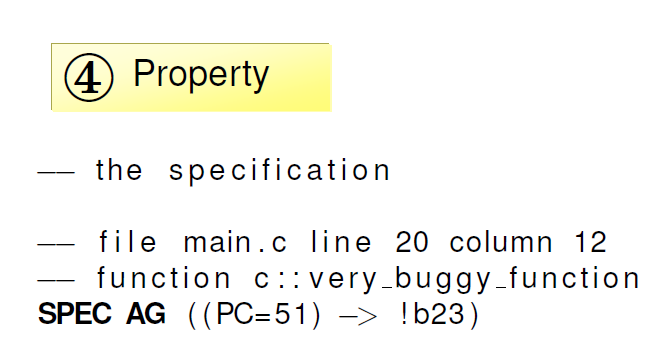 ④ Property
—— the specification
—— file main.c line 20 column 12
—— function c::very_buggy_function
SPEC AG ((PC=51) —> !b23)